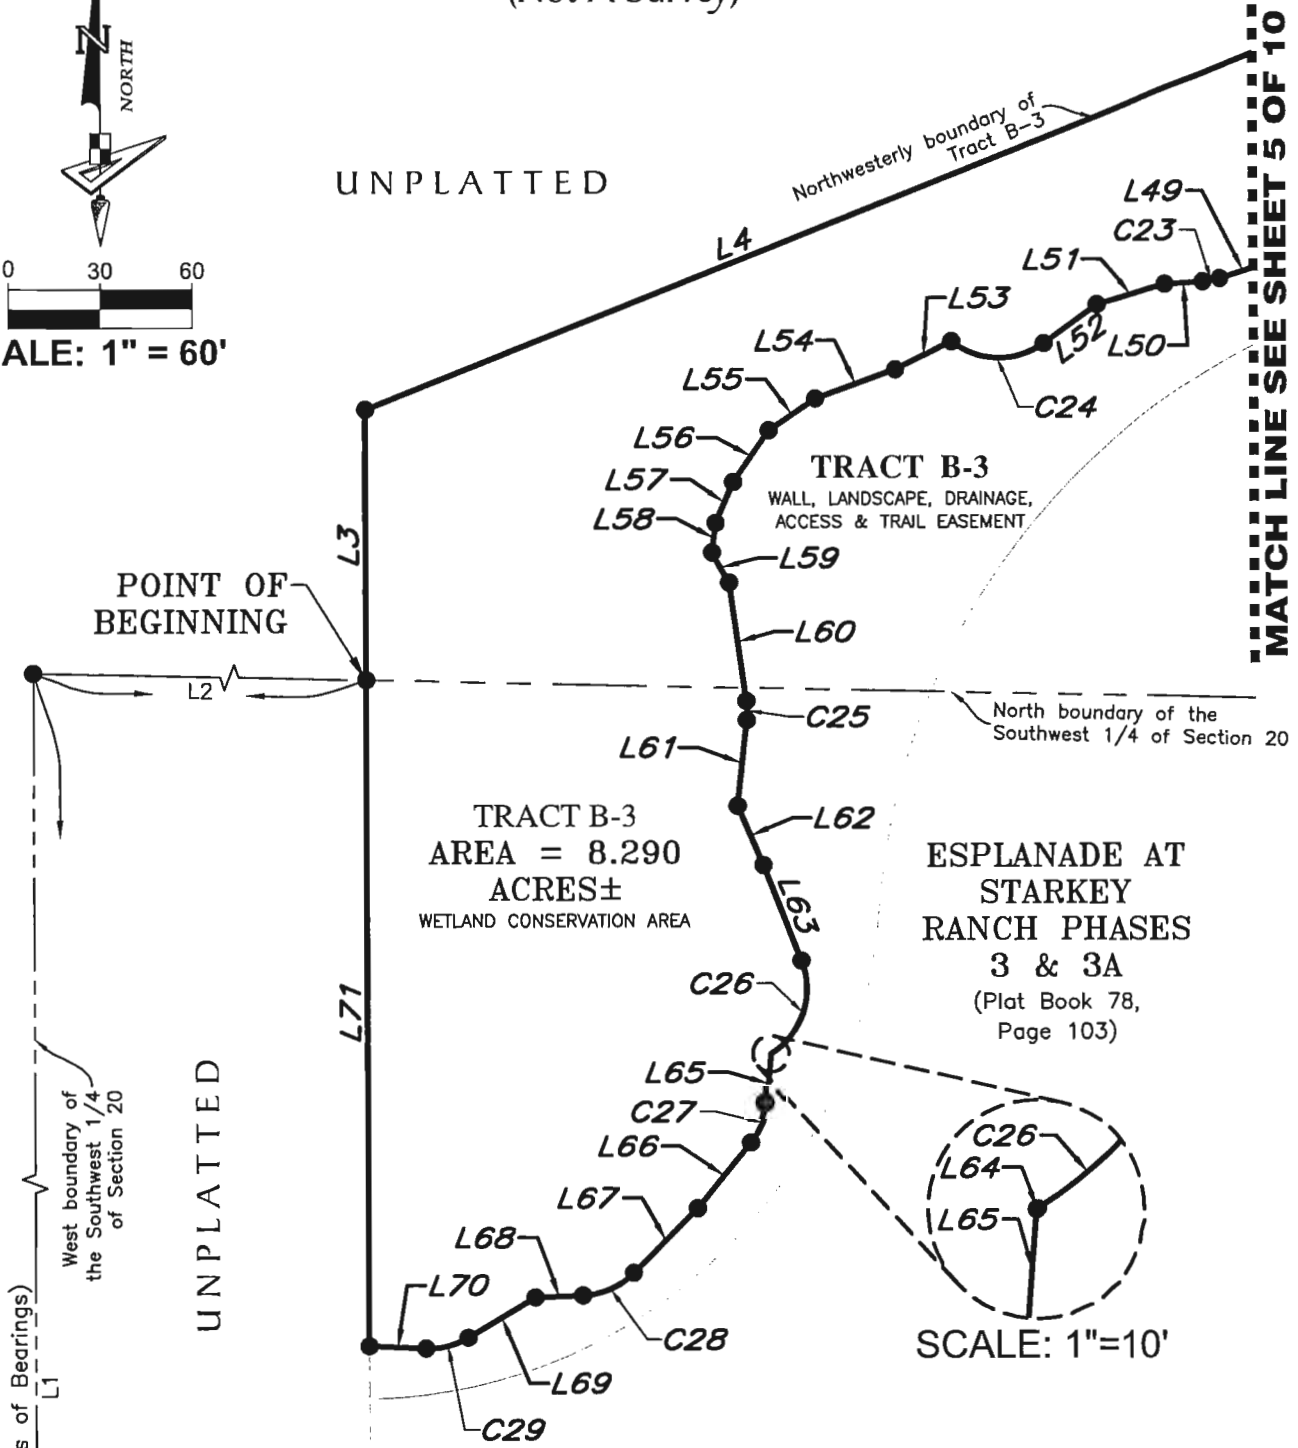 (Not A Survey)
N
NORTH
0 30 60
ALE: 1" = 60'
UNPLATTED
Northwesterly boundary of
Tract B-3
L4
L49
C23
L51
L50
L52
L53
C24
L54
L55
L56
L57
L58
L59
L60
TRACT B-3
WALL, LANDSCAPE, DRAINAGE,
ACCESS & TRAIL EASEMENT
MATCH LINE SEE SHEET 5 OF 10
L3
POINT OF
BEGINNING
L2
C25
North boundary of the
Southwest 1/4 of Section 20
L61
L62
TRACT B-3
AREA = 8.290
ACRES±
WETLAND CONSERVATION AREA
L63
ESPLANADE AT
STARKEY
RANCH PHASES
3 & 3A
(Plat Book 78,
Page 103)
C26
L71
L65
C27
L66
L67
L68
L70
C28
L69
C29
C26
L64
L65
SCALE: 1"=10'
UNPLATTED
West boundary of
the Southwest 1/4
of Section 20
s of Bearings)
L1